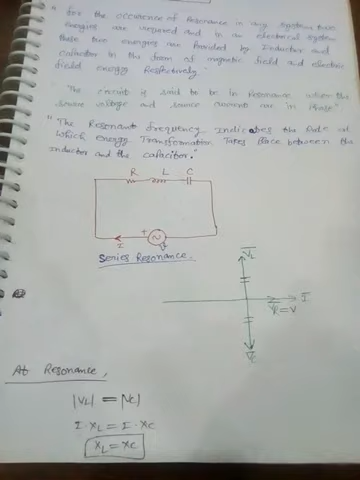 " For the occurrence of Resonance in any system two
energies are required and in an electrical system
these two energies are Provided by Inductor and
Capacitor in the form of magnetic field and electric
field energy Respectively "
" The circuit is said to be in Resonance when the
source voltage and source current are in Phase "
" The Resonant frequency Indicates the Rate at
which energy Transformation Takes Place between the
Inductor and the capacitor. "
R L C
+ ~
I V
Series Resonance.
VL
I
VR = V
VC
At Resonance,
|VL| = |VC|
I · XL = I · XC
XL = XC